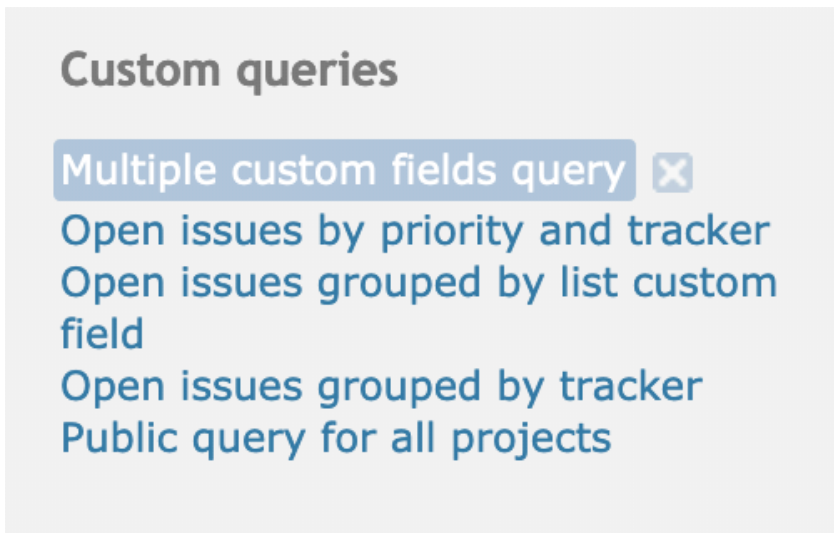 Custom queries
Multiple custom fields query
Open issues by priority and tracker
Open issues grouped by list custom
field
Open issues grouped by tracker
Public query for all projects